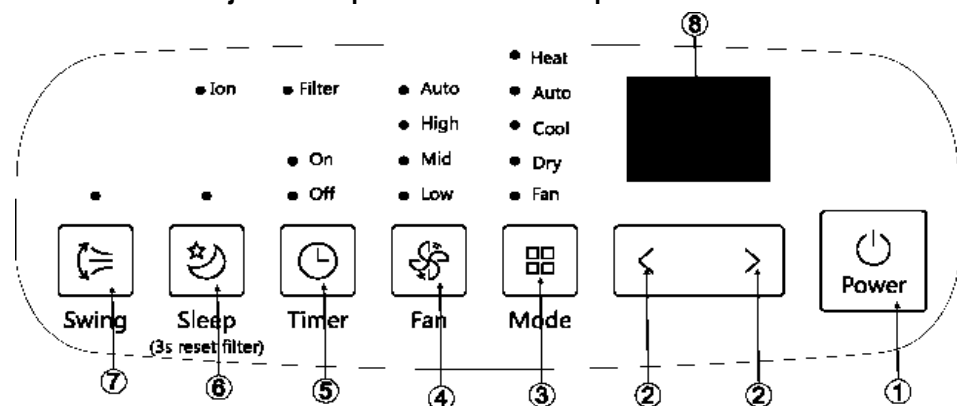 ⑧
Heat
Ion Filter Auto Auto
High Cool
On Mid Dry
Off Low Fan
< > Power
Swing Sleep Timer Fan Mode
(3s reset filter)
⑦ ⑥ ⑤ ④ ③ ② ② ①